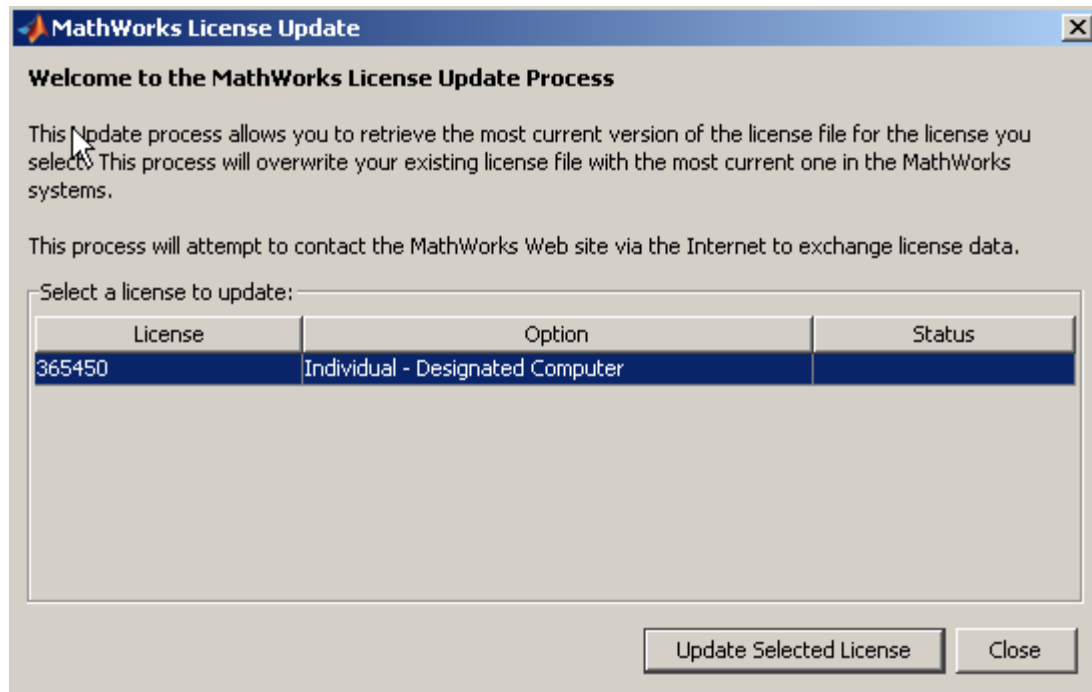 MathWorks License Update
Welcome to the MathWorks License Update Process
This Update process allows you to retrieve the most current version of the license file for the license you
select. This process will overwrite your existing license file with the most current one in the MathWorks
systems.
This process will attempt to contact the MathWorks Web site via the Internet to exchange license data.
Select a license to update:
License Option Status
365450 Individual - Designated Computer
Update Selected License Close